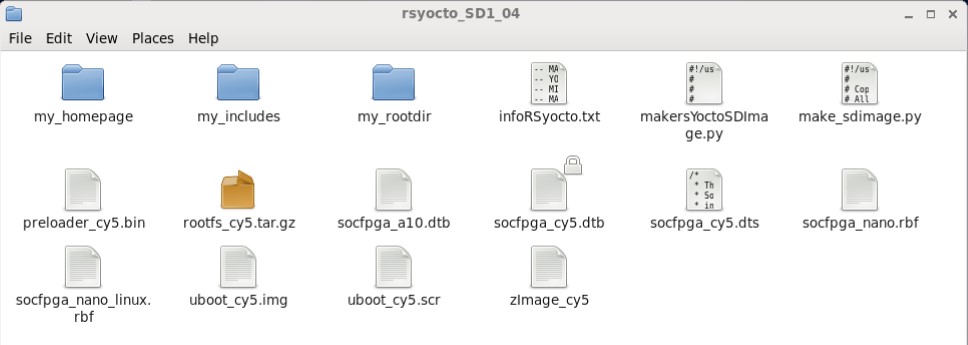 rsyocto_SD1_04
File Edit View Places Help
-- MA
-- YO
-- MI
-- MA
#!/us
#
#
#
#!/us
#
# Cop
# All
my_homepage my_includes my_rootdir infoRSyocto.txt makersYoctoSDIma make_sdimage.py
ge.py
/*
* Th
* So
* in
preloader_cy5.bin rootfs_cy5.tar.gz socfpga_a10.dtb socfpga_cy5.dtb socfpga_cy5.dts socfpga_nano.rbf
socfpga_nano_linux. uboot_cy5.img uboot_cy5.scr zImage_cy5
rbf